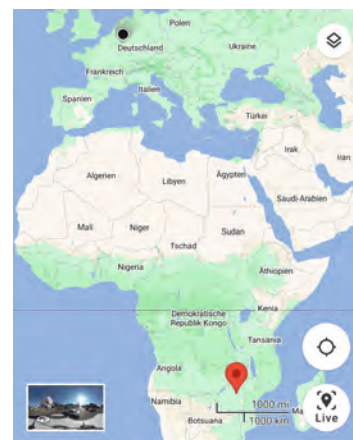 Polen
Deutschland
Ukraine
Frankreich
Italien
Spanien
Türkei
Irak
Iran
Algerien
Libyen
Ägypten
Saudi-Arabien
Mali
Niger
Sudan
Tschad
Nigeria
Äthiopien
Demokratische
Republik Kongo
Kenia
Tansania
Angola
Namibia
1000 mi
Ma
Botsuana
1000 km
Live